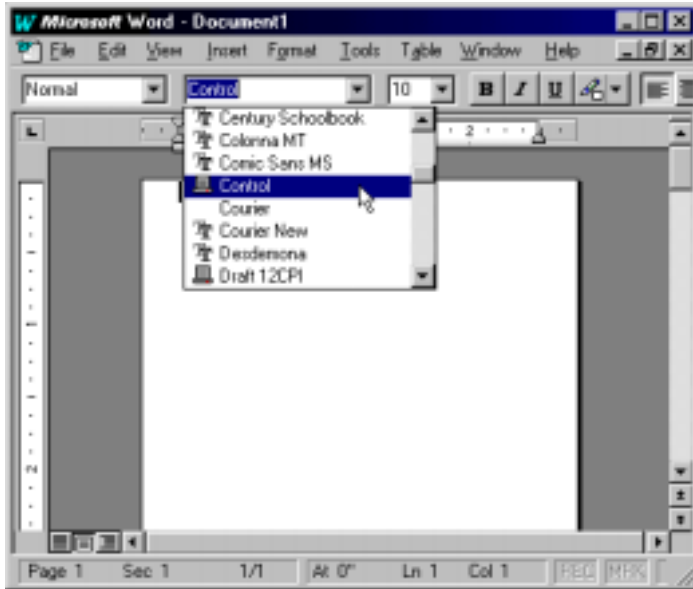 Microsoft Word - Document1
File Edit View Insert Format Tools Table Window Help
Normal Control 10 B I U
Century Schoolbook
Colonna MT
Comic Sans MS
Control
Courier
Courier New
Desdemona
Draft 12CPI
2
2
Page 1 Sec 1 1/1 At 0" Ln 1 Col 1 REC MRK